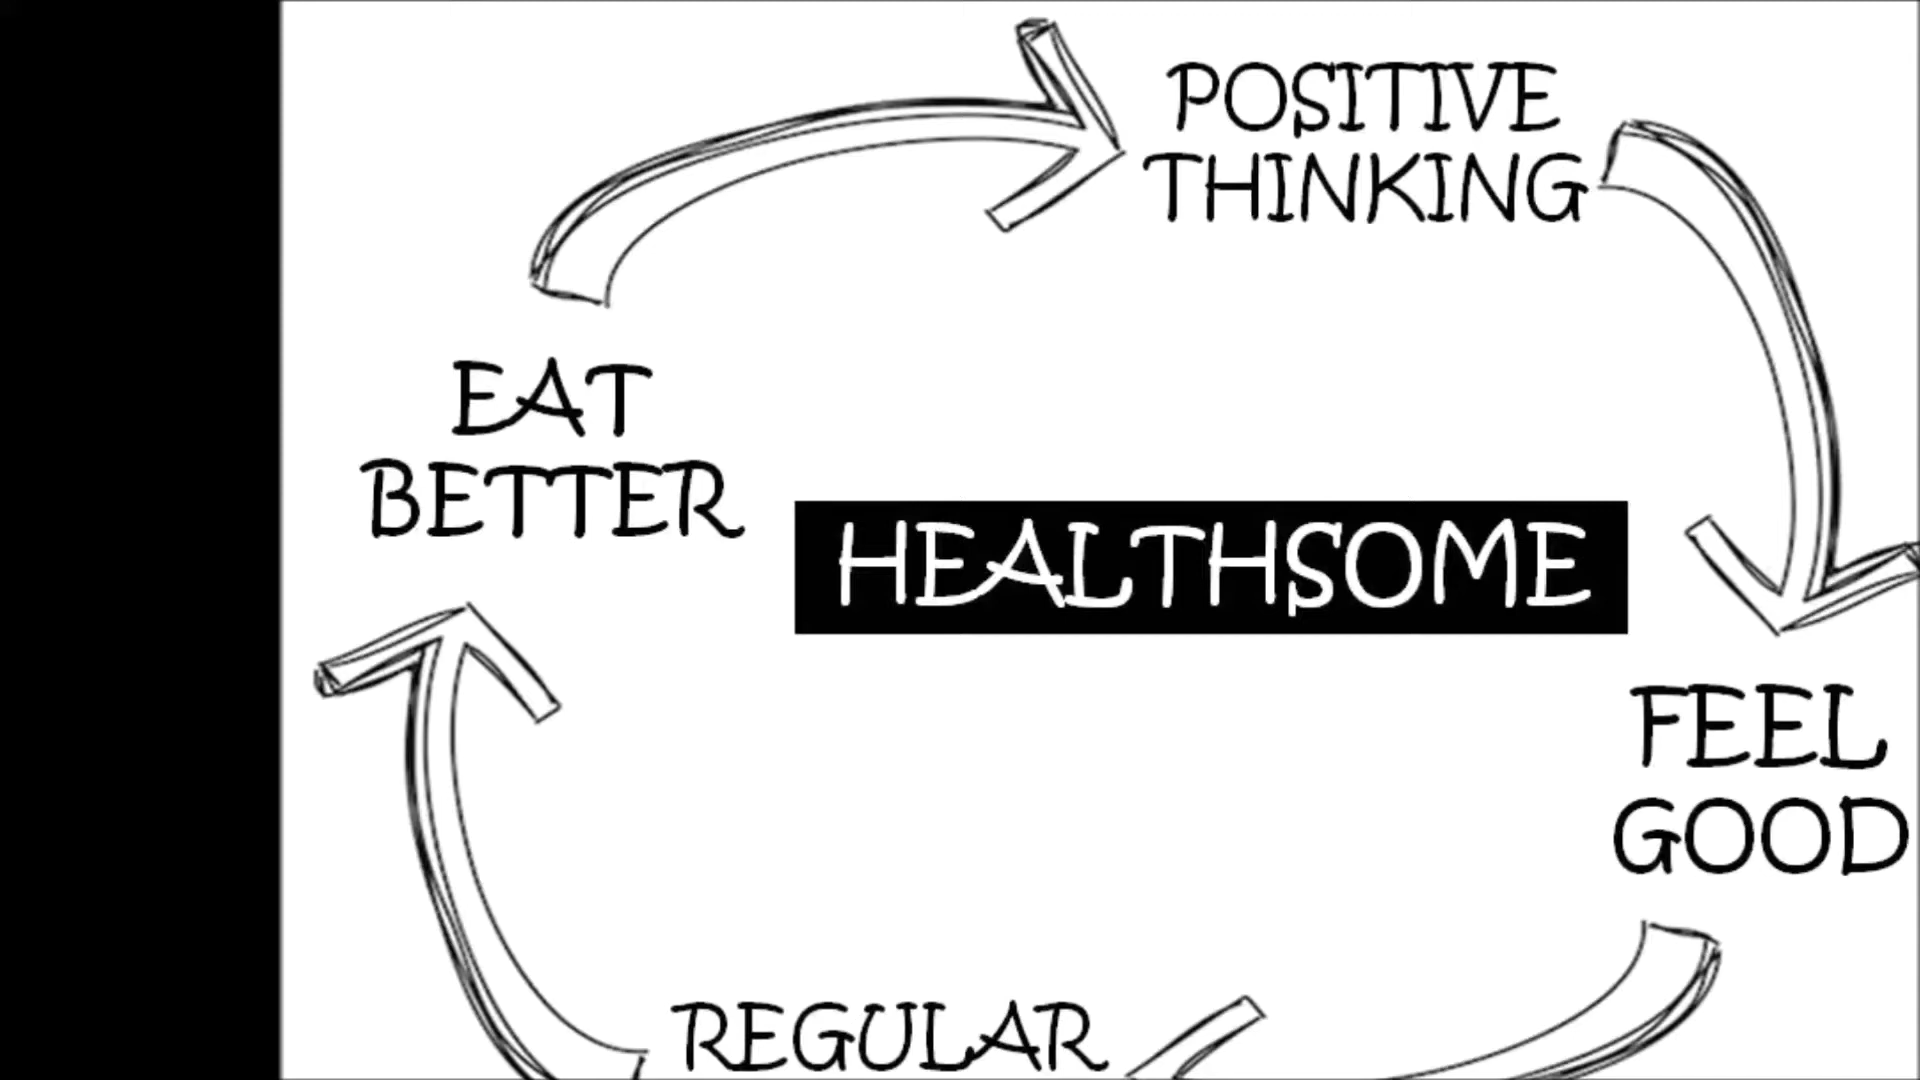 POSITIVE
THINKING
EAT
BETTER
HEALTHSOME
FEEL
GOOD
REGULAR